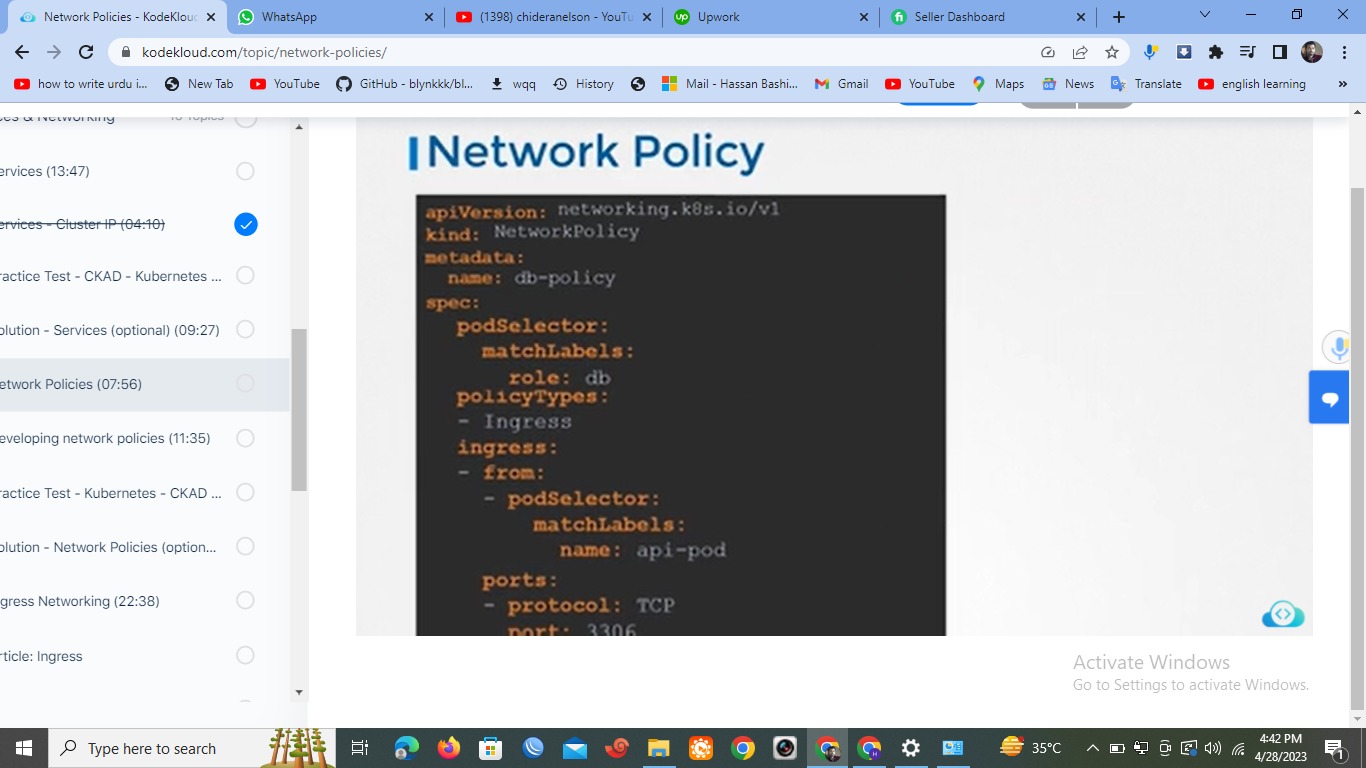 Network Policies - KodeKlou
WhatsApp
(1398) chideranelson - YouTu
Upwork
Seller Dashboard
kodekloud.com/topic/network-policies/
how to write urdu i...
New Tab
YouTube
GitHub - blynkkk/bl...
wqq
History
Mail - Hassan Bashi...
Gmail
YouTube
Maps
News
Translate
english learning
»
ces & Networking
10 Topics
ervices (13:47)
ervices - Cluster IP (04:10)
ractice Test - CKAD - Kubernetes ...
olution - Services (optional) (09:27)
etwork Policies (07:56)
eveloping network policies (11:35)
ractice Test - Kubernetes - CKAD ...
olution - Network Policies (option...
gress Networking (22:38)
rticle: Ingress
Network Policy
apiVersion: networking.k8s.io/v1
kind: NetworkPolicy
metadata:
name: db-policy
spec:
podSelector:
matchLabels:
role: db
policyTypes:
- Ingress
ingress:
- from:
- podSelector:
matchLabels:
name: api-pod
ports:
- protocol: TCP
port: 3306
Activate Windows
Go to Settings to activate Windows.
Type here to search
35°C
4:42 PM
4/28/2023
1